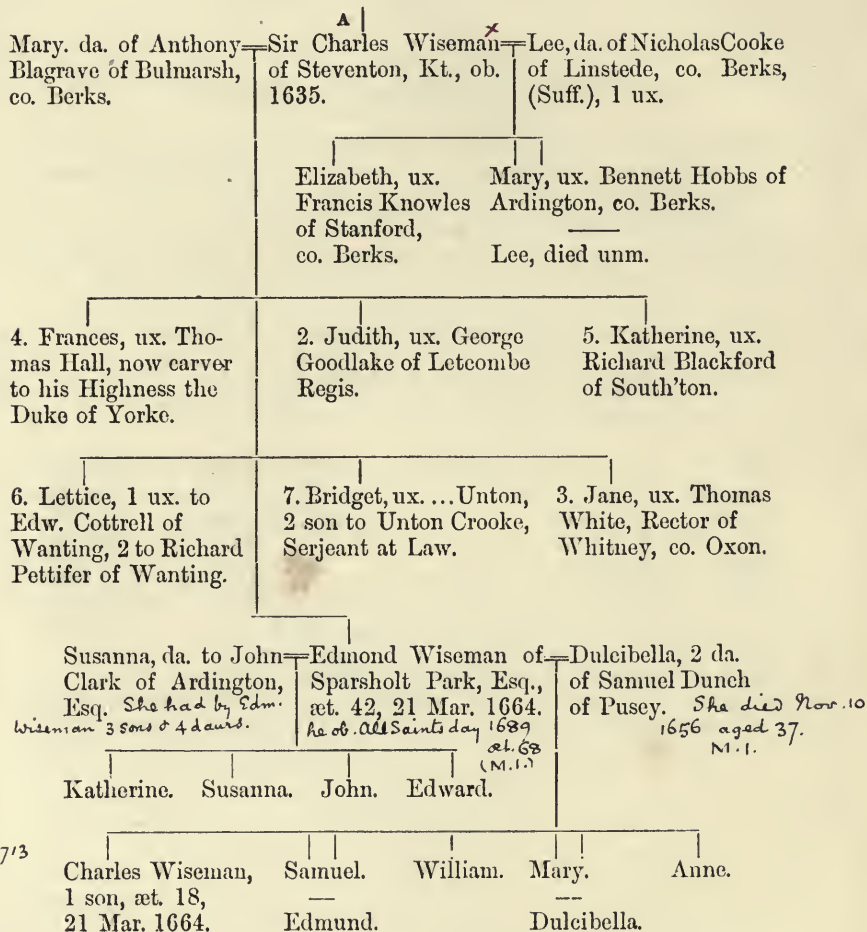 A
Mary. da. of Anthony
Blagrave of Bulmarsh,
co. Berks.
Sir Charles Wiseman
of Steventon, Kt., ob.
1635.
x
Lee, da. of Nicholas Cooke
of Linstede, co. Berks,
(Suff.), 1 ux.
Elizabeth, ux.
Francis Knowles
of Stanford,
co. Berks.
Mary, ux. Bennett Hobbs of
Ardington, co. Berks.
Lee, died unm.
4. Frances, ux. Tho-
mas Hall, now carver
to his Highness the
Duke of Yorke.
2. Judith, ux. George
Goodlake of Letcombe
Regis.
5. Katherine, ux.
Richard Blackford
of South'ton.
6. Lettice, 1 ux. to
Edw. Cottrell of
Wanting, 2 to Richard
Pettifer of Wanting.
7. Bridget, ux. ... Unton,
2 son to Unton Crooke,
Serjeant at Law.
3. Jane, ux. Thomas
White, Rector of
Whitney, co. Oxon.
Susanna, da. to John
Clark of Ardington,
Esq. She had by Edm.
Wiseman 3 sons & 4 daurs.
Edmond Wiseman of
Sparsholt Park, Esq.,
æt. 42, 21 Mar. 1664.
he ob. All Saints day 1689
æt. 68
(M.I.)
Dulcibella, 2 da.
of Samuel Dunch
of Pusey. She died Nov. 10
1656 aged 37.
M.I.
Katherine. Susanna. John. Edward.
713
Charles Wiseman,
1 son, æt. 18,
21 Mar. 1664.
Samuel.
Edmund.
William.
Mary.
Dulcibella.
Anne.